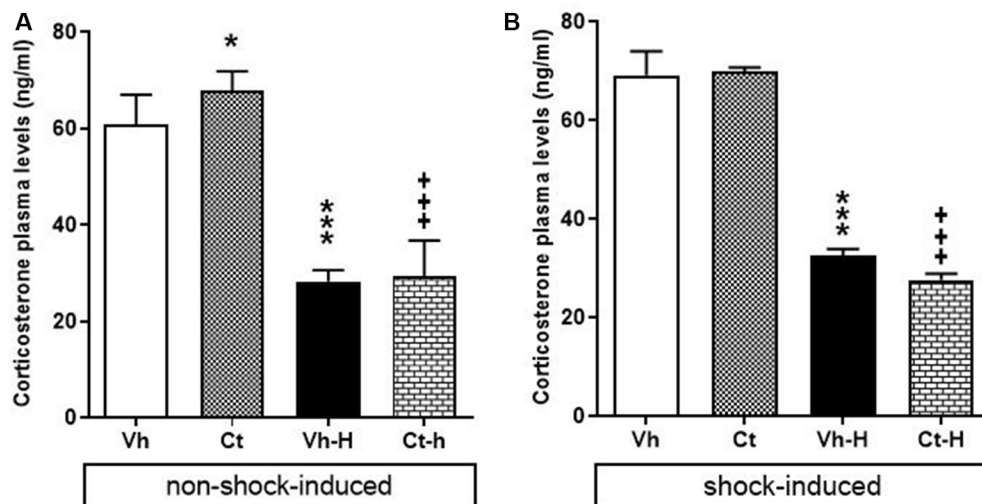 A
Corticosterone plasma levels (ng/ml)
80
60
40
20
0
*
***
+++
Vh
Ct
Vh-H
Ct-h
non-shock-induced
B
Corticosterone plasma levels (ng/ml)
80
60
40
20
0
***
+++
Vh
Ct
Vh-H
Ct-H
shock-induced